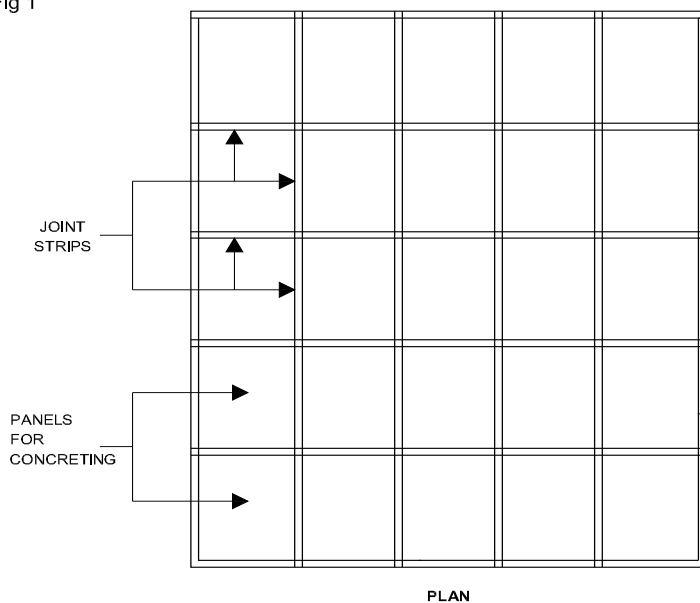 Fig 1
JOINT
STRIPS
PANELS
FOR
CONCRETING
PLAN